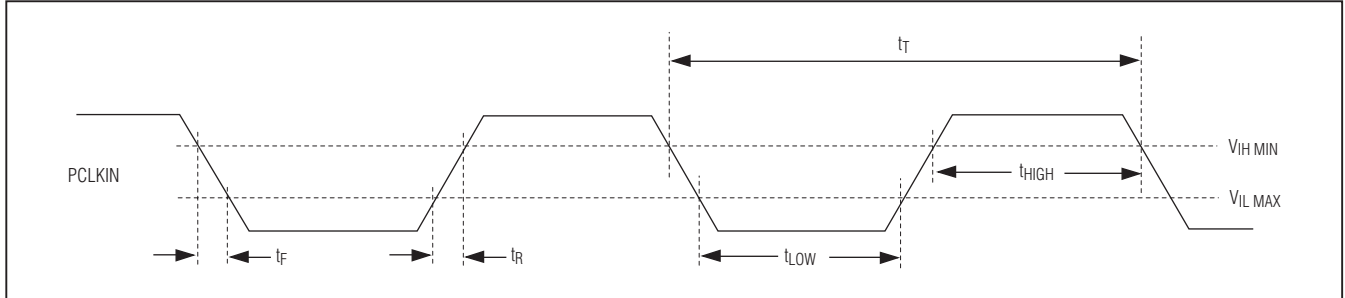 tT
VIH MIN
PCLKIN
tHIGH
VIL MAX
tF
tR
tLOW